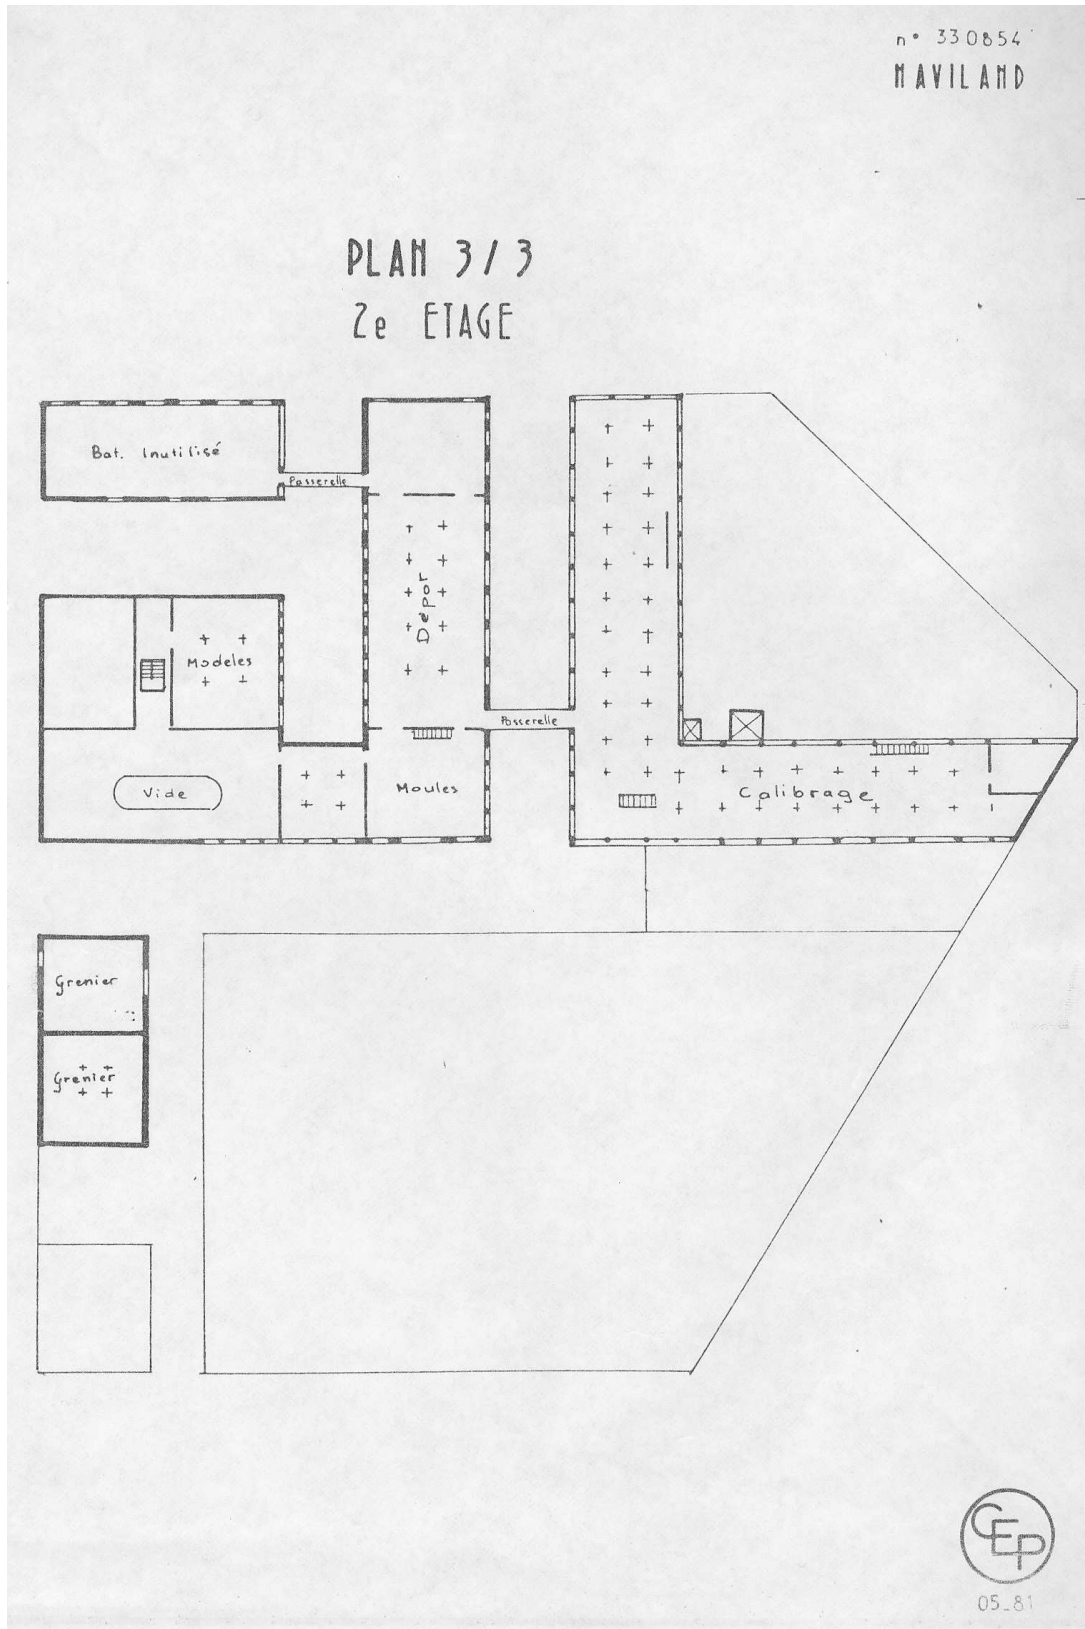 n° 330854
HAVILAND
PLAN 3/3
2e ETAGE
Bat. Inutilisé
Passerelle
Dépot
Modeles
Passerelle
Vide
Moules
Calibrage
Grenier
Grenier
CEP
05_81